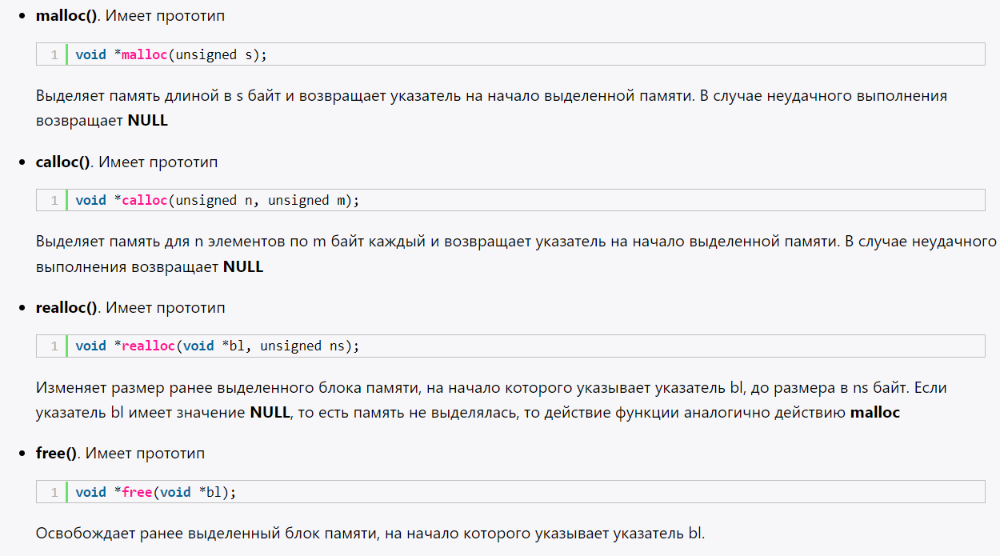 malloc(). Имеет прототип
1 void *malloc(unsigned s);
Выделяет память длиной в s байт и возвращает указатель на начало выделенной памяти. В случае неудачного выполнения
возвращает NULL
calloc(). Имеет прототип
1 void *calloc(unsigned n, unsigned m);
Выделяет память для n элементов по m байт каждый и возвращает указатель на начало выделенной памяти. В случае неудачного
выполнения возвращает NULL
realloc(). Имеет прототип
1 void *realloc(void *bl, unsigned ns);
Изменяет размер ранее выделенного блока памяти, на начало которого указывает указатель bl, до размера в ns байт. Если
указатель bl имеет значение NULL, то есть память не выделялась, то действие функции аналогично действию malloc
free(). Имеет прототип
1 void *free(void *bl);
Освобождает ранее выделенный блок памяти, на начало которого указывает указатель bl.